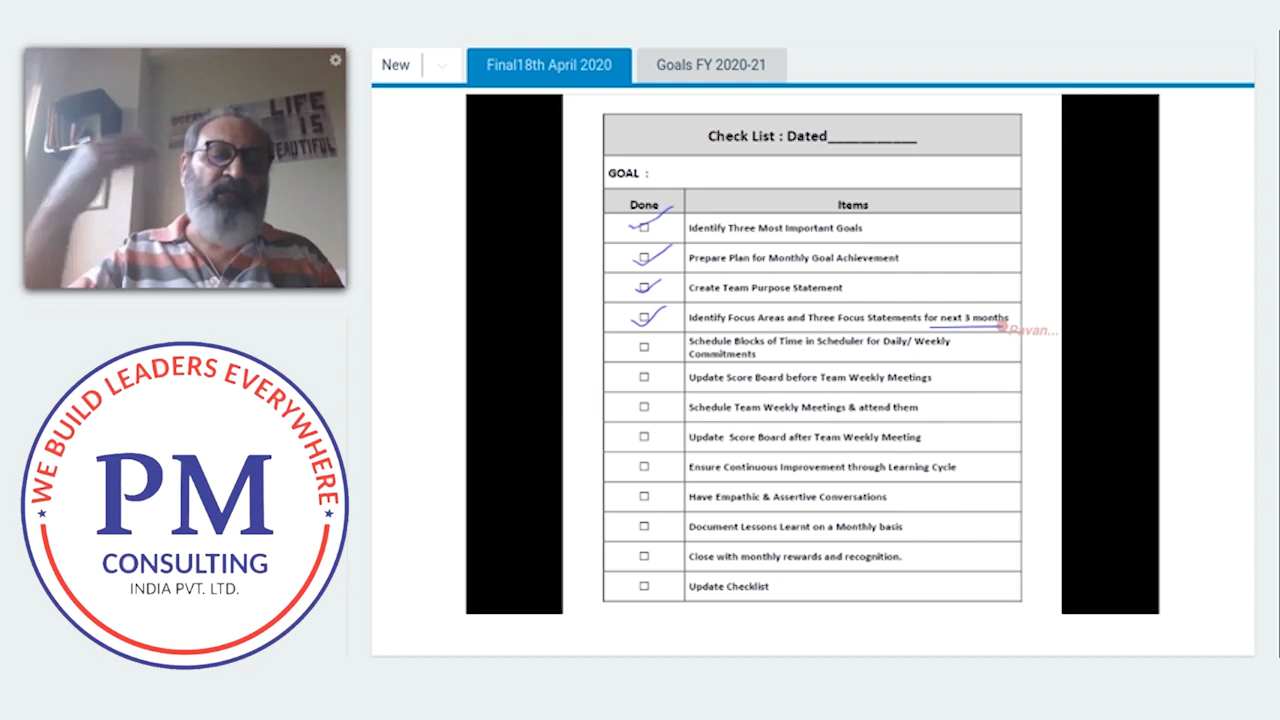 LIFE
IS
BEAUTIFUL
WE BUILD LEADERS EVERYWHERE
PM
CONSULTING
INDIA PVT. LTD.
New
Final18th April 2020
Goals FY 2020-21
Check List : Dated____________
GOAL :
Done Items
Identify Three Most Important Goals
Prepare Plan for Monthly Goal Achievement
Create Team Purpose Statement
Identify Focus Areas and Three Focus Statements for next 3 months
Pavan...
Schedule Blocks of Time in Scheduler for Daily/ Weekly
Commitments
Update Score Board before Team Weekly Meetings
Schedule Team Weekly Meetings & attend them
Update Score Board after Team Weekly Meeting
Ensure Continuous Improvement through Learning Cycle
Have Empathic & Assertive Conversations
Document Lessons Learnt on a Monthly basis
Close with monthly rewards and recognition.
Update Checklist